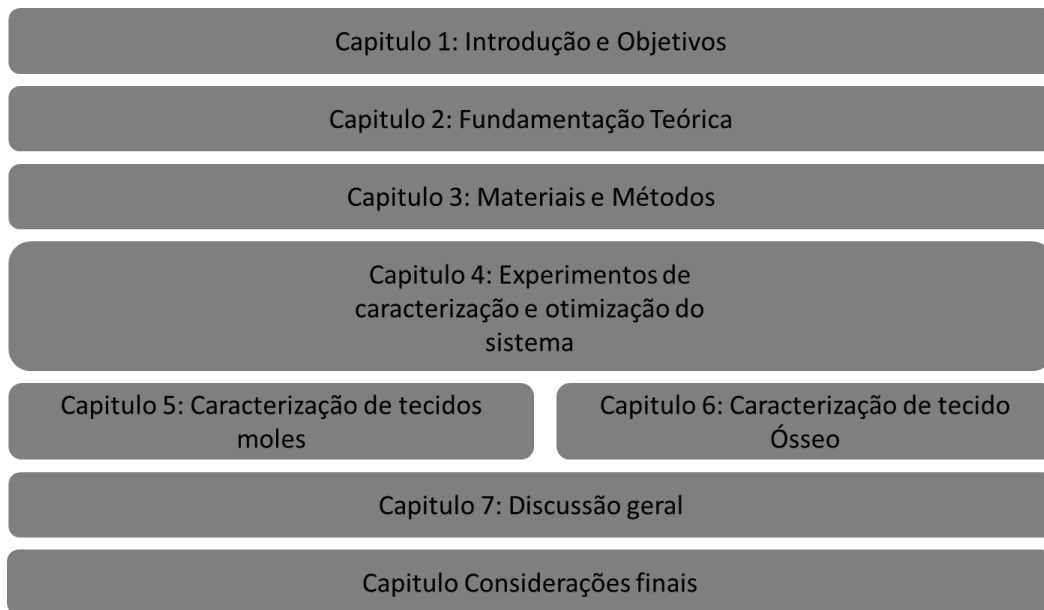 Capitulo 1: Introdução e Objetivos
Capitulo 2: Fundamentação Teórica
Capitulo 3: Materiais e Métodos
Capitulo 4: Experimentos de
caracterização e otimização do
sistema
Capitulo 5: Caracterização de tecidos
moles
Capitulo 6: Caracterização de tecido
Ósseo
Capitulo 7: Discussão geral
Capitulo Considerações finais